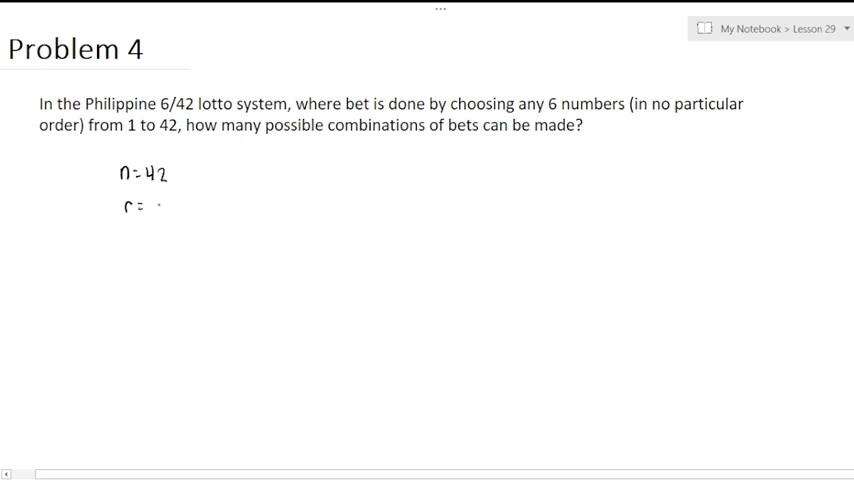 ...
My Notebook > Lesson 29
Problem 4
In the Philippine 6/42 lotto system, where bet is done by choosing any 6 numbers (in no particular
order) from 1 to 42, how many possible combinations of bets can be made?
n=42
r=